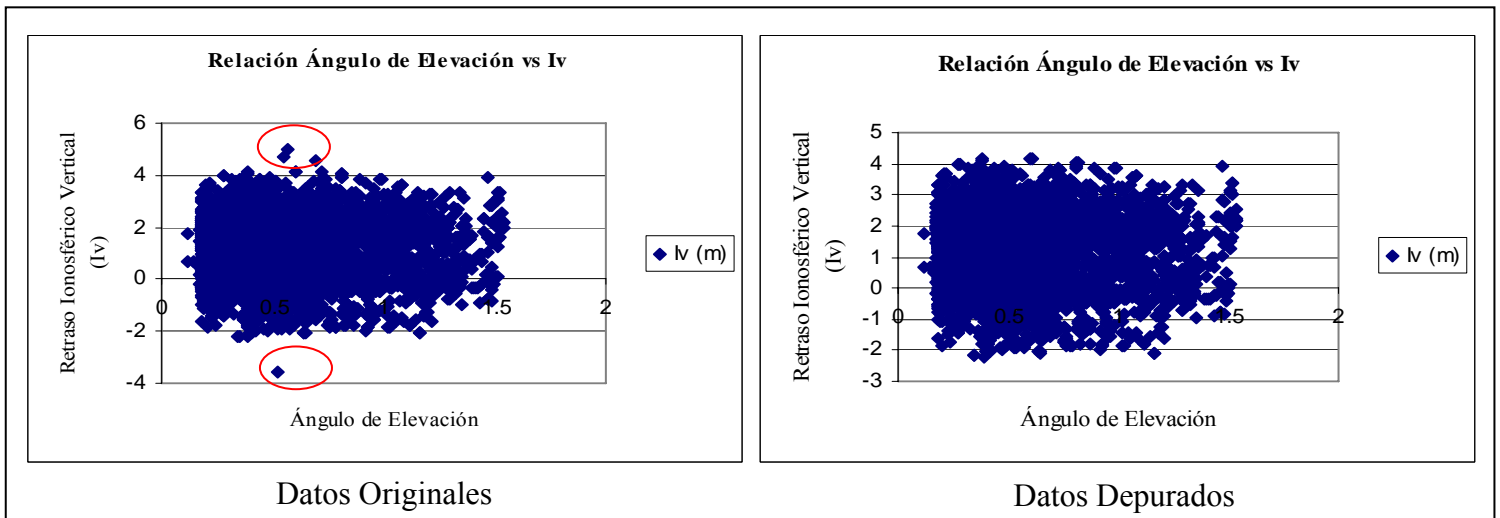 Relación Ángulo de Elevación vs Iv
6
4
2
0
-2
-4
0
0.5
1
1.5
2
Retraso Ionosférico Vertical
(Iv)
Ángulo de Elevación
Iv (m)
Datos Originales
Relación Ángulo de Elevación vs Iv
5
4
3
2
1
0
-1
-2
-3
0
0.5
1
1.5
2
Retraso Ionosférico Vertical
(Iv)
Ángulo de Elevación
Iv (m)
Datos Depurados